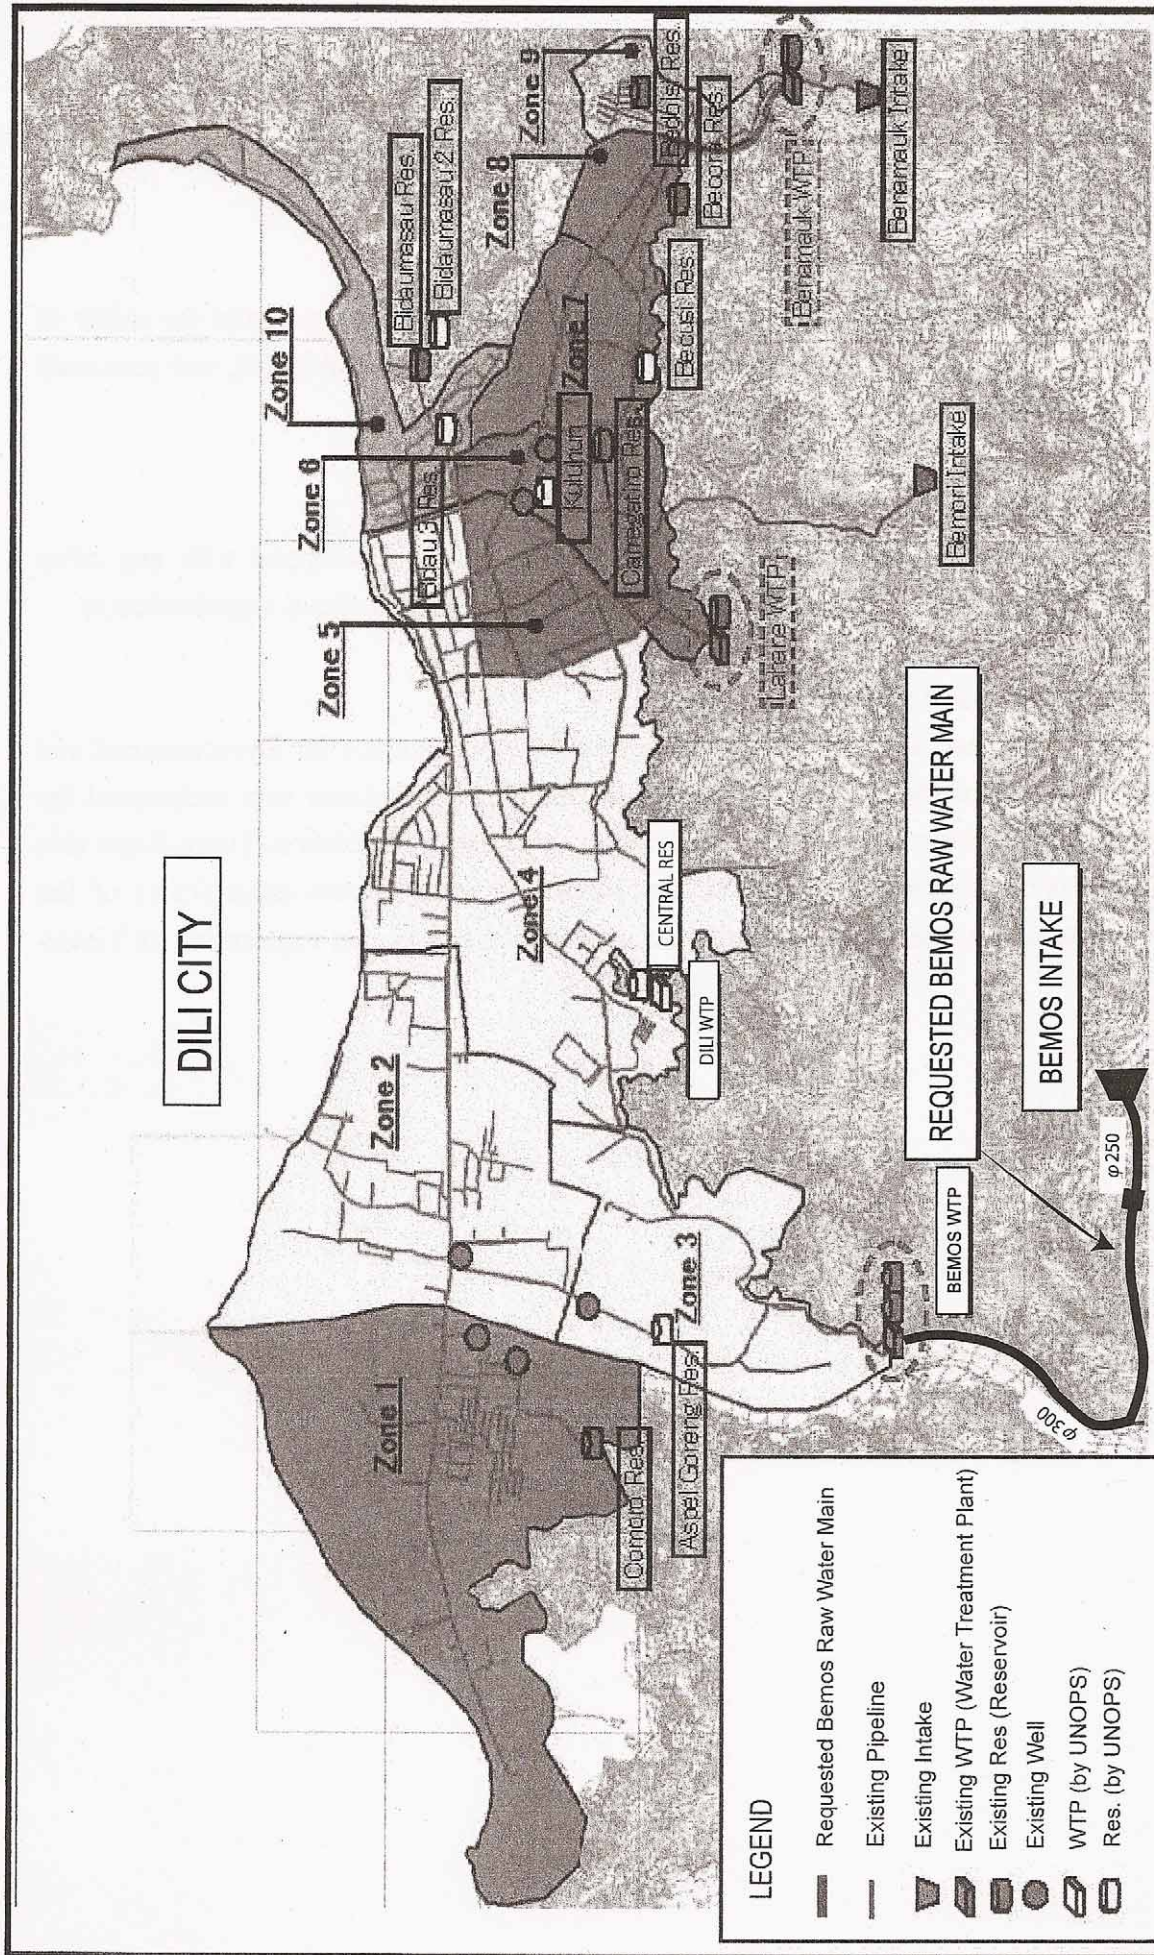 DILI CITY
Zone 1
Zone 2
Zone 3
Zone 4
Zone 5
Zone 6
Zone 7
Zone 8
Zone 9
Zone 10
Bidaumasau Res.
Bidaumasau 2 Res.
Bidau 3 Res.
Kuluhun
Becusi Res.
Becora Res.
Benamauk WTP
Benamauk Intake
Bemori Intake
Lahane WTP
CENTRAL RES
DILI WTP
Comoro Res.
Aspel Goreng Res.
BEMOS WTP
REQUESTED BEMOS RAW WATER MAIN
BEMOS INTAKE
φ250
φ300
LEGEND
Requested Bemos Raw Water Main
Existing Pipeline
Existing Intake
Existing WTP (Water Treatment Plant)
Existing Res (Reservoir)
Existing Well
WTP (by UNOPS)
Res. (by UNOPS)